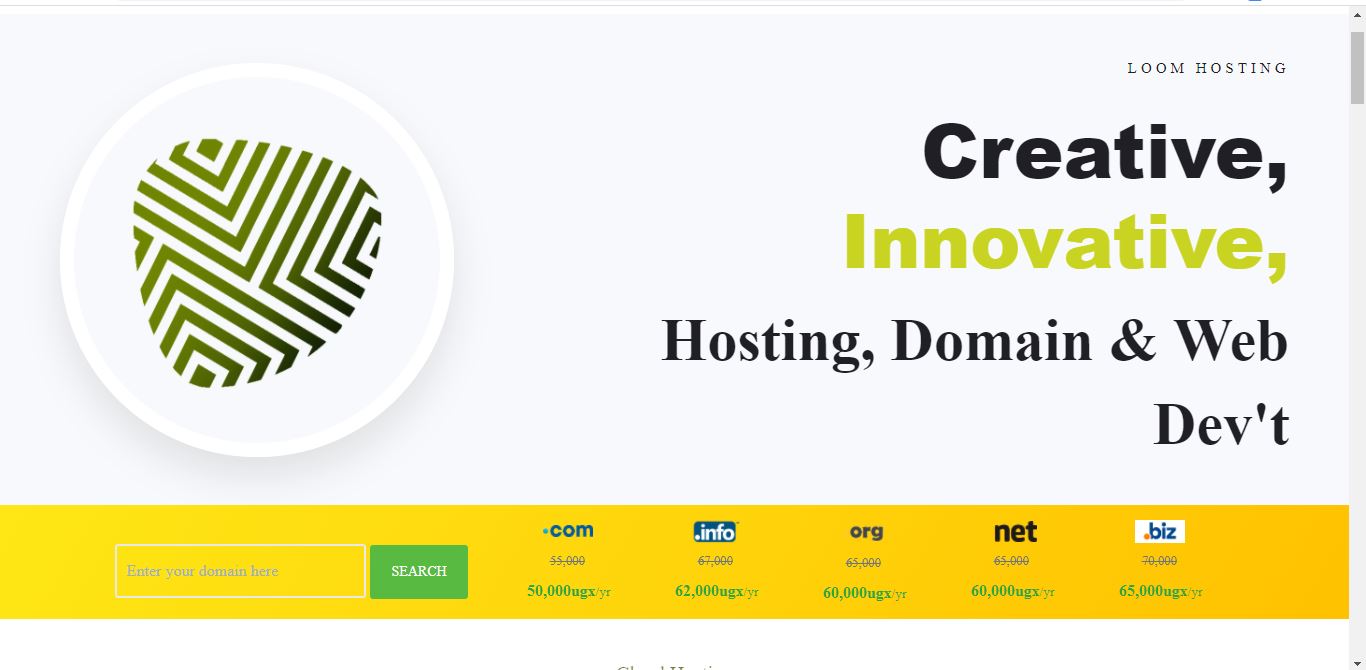 LOOM HOSTING
Creative,
Innovative,
Hosting, Domain & Web
Dev't
Enter your domain here
SEARCH
.com
55,000
50,000ugx/yr
.info
67,000
62,000ugx/yr
org
65,000
60,000ugx/yr
net
65,000
60,000ugx/yr
.biz
70,000
65,000ugx/yr